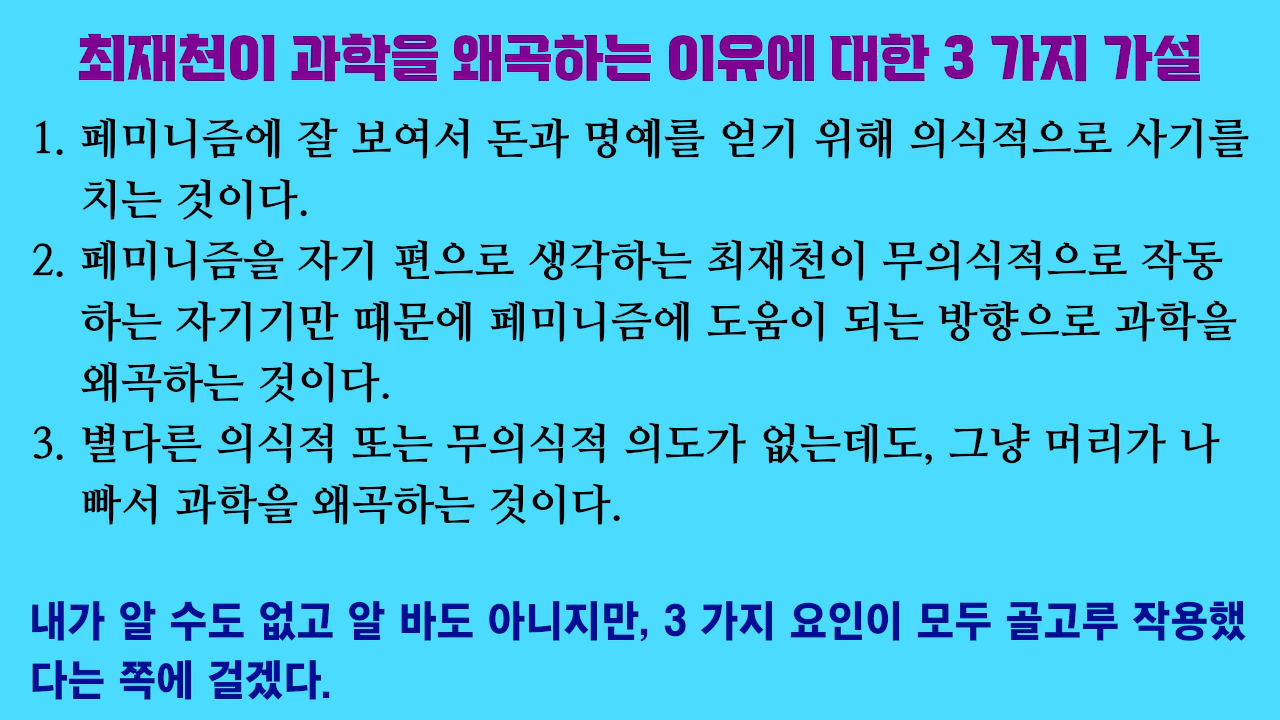 최재천이 과학을 왜곡하는 이유에 대한 3 가지 가설
1. 페미니즘에 잘 보여서 돈과 명예를 얻기 위해 의식적으로 사기를
치는 것이다.
2. 페미니즘을 자기 편으로 생각하는 최재천이 무의식적으로 작동
하는 자기기만 때문에 페미니즘에 도움이 되는 방향으로 과학을
왜곡하는 것이다.
3. 별다른 의식적 또는 무의식적 의도가 없는데도, 그냥 머리가 나
빠서 과학을 왜곡하는 것이다.
내가 알 수도 없고 알 바도 아니지만, 3 가지 요인이 모두 골고루 작용했
다는 쪽에 걸겠다.